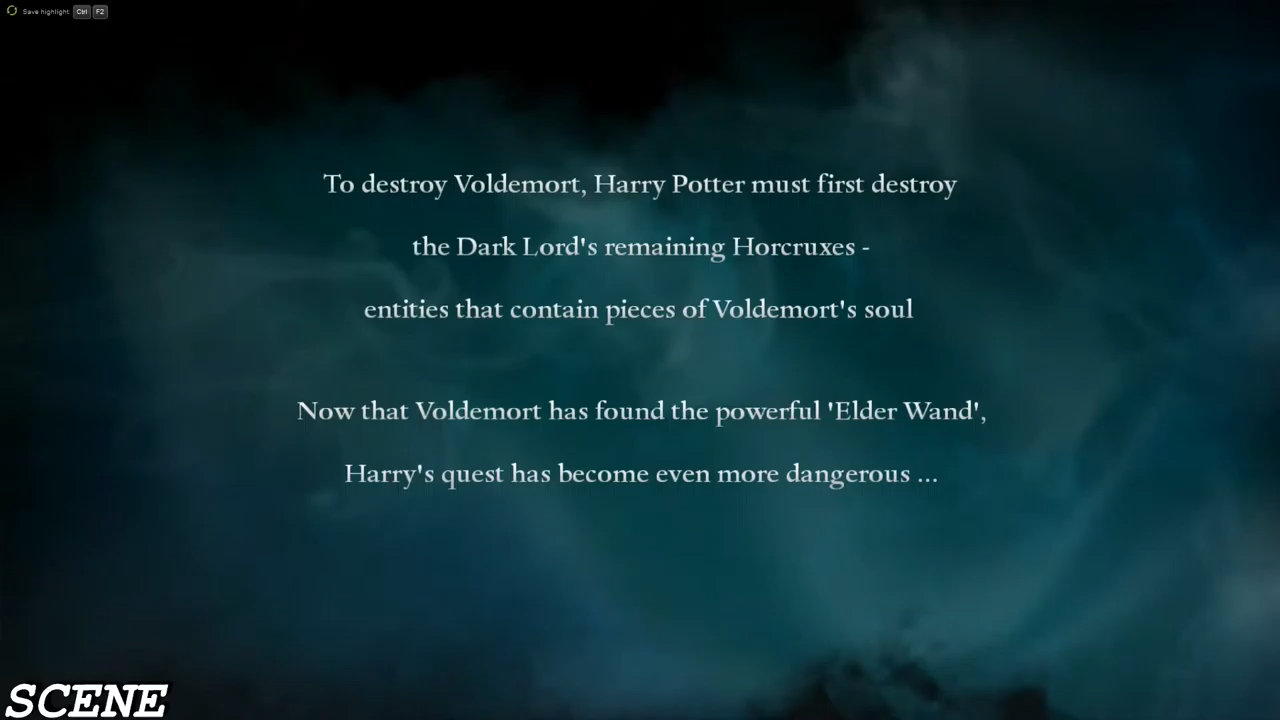 Save highlight: Ctrl F2
To destroy Voldemort, Harry Potter must first destroy
the Dark Lord's remaining Horcruxes -
entities that contain pieces of Voldemort's soul
Now that Voldemort has found the powerful 'Elder Wand',
Harry's quest has become even more dangerous ...
SCENE